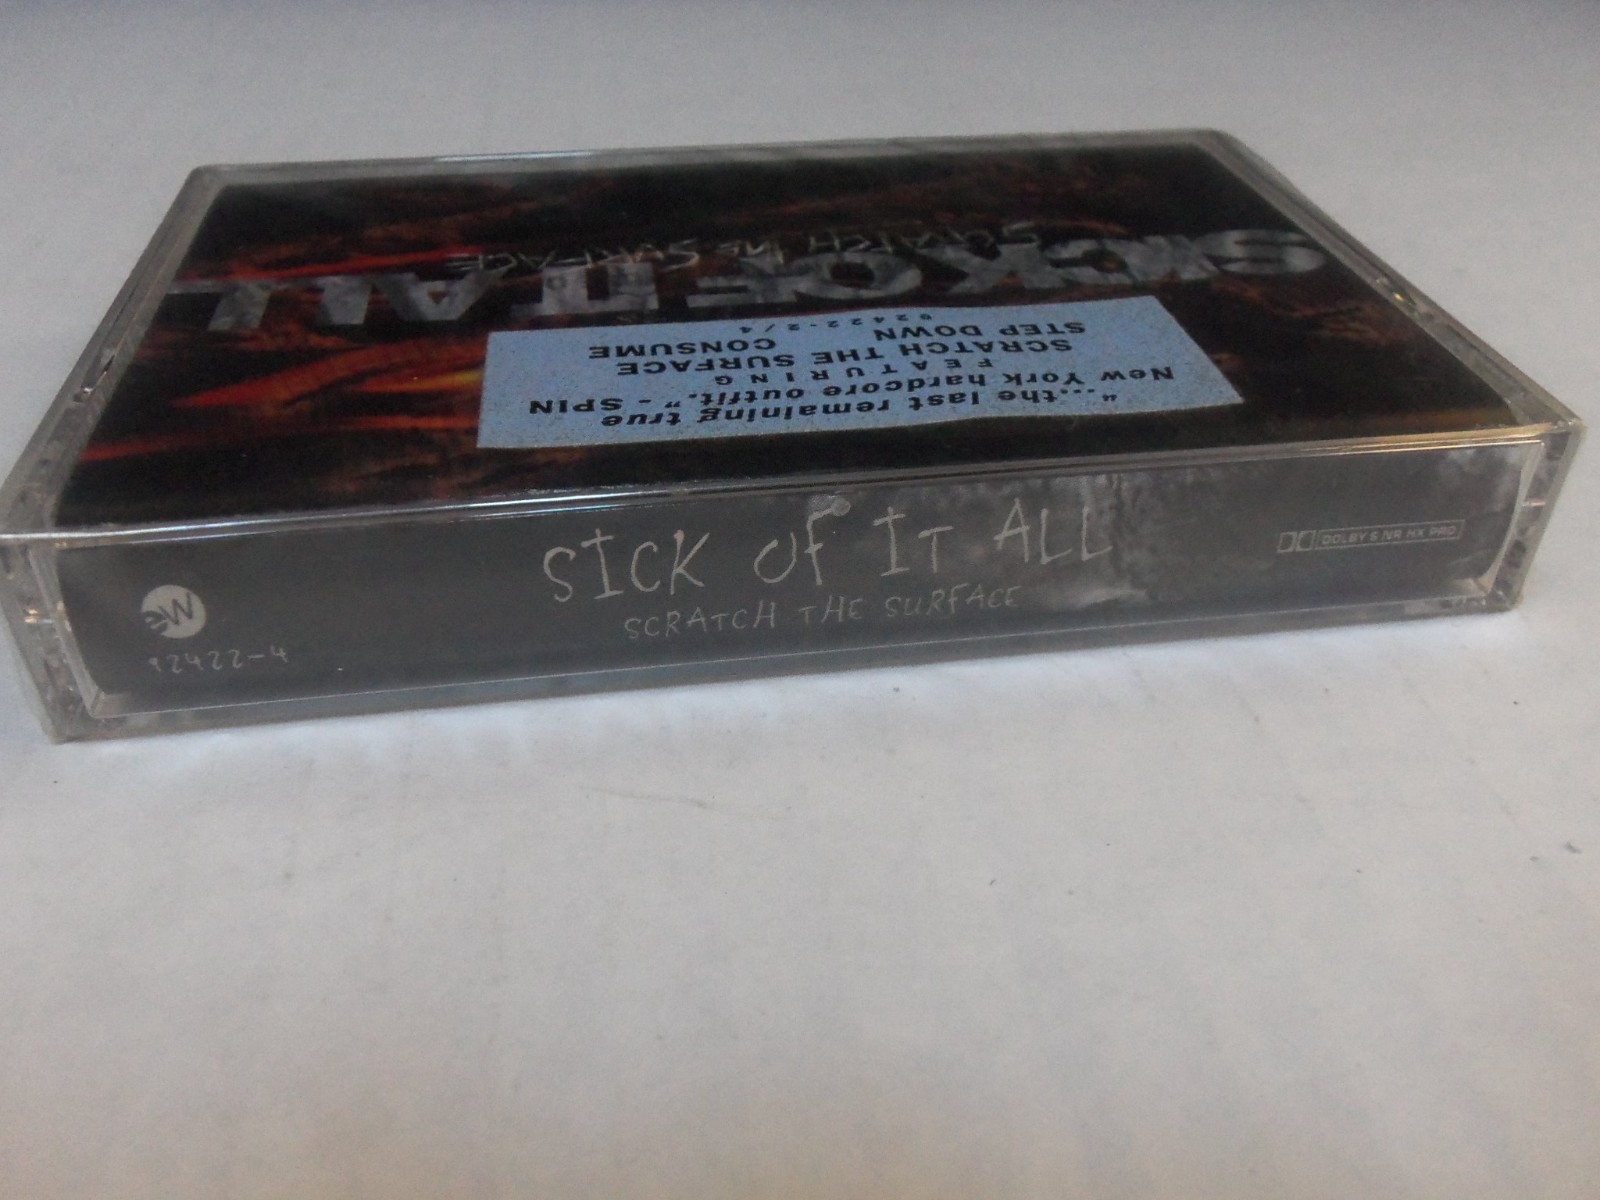 SICK OF IT ALL
SCRATCH THE SURFACE
"...the last remaining true
New York hardcore outfit." - SPIN
FEATURING
SCRATCH THE SURFACE
STEP DOWN CONSUME
92422-2/4
SICK OF IT ALL
SCRATCH THE SURFACE
DOLBY S NR HX PRO
ew
92422-4